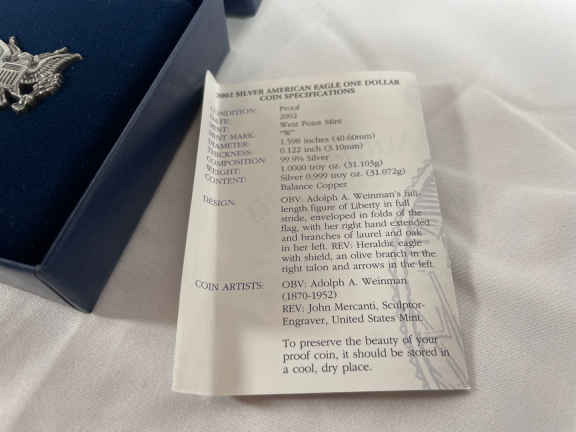 2002 SILVER AMERICAN EAGLE ONE DOLLAR
COIN SPECIFICATIONS
CONDITION: Proof
DATE: 2002
MINT: West Point Mint
MINT MARK: "W"
DIAMETER: 1.598 inches (40.60mm)
THICKNESS: 0.122 inch (3.10mm)
COMPOSITION: 99.9% Silver
WEIGHT: 1.0000 troy oz. (31.103g)
CONTENT: Silver 0.999 troy oz. (31.072g)
Balance Copper
DESIGN: OBV: Adolph A. Weinman's full-
length figure of Liberty in full
stride, enveloped in folds of the
flag, with her right hand extended
and branches of laurel and oak
in her left. REV: Heraldic eagle
with shield, an olive branch in the
right talon and arrows in the left.
COIN ARTISTS: OBV: Adolph A. Weinman
(1870-1952)
REV: John Mercanti, Sculptor-
Engraver, United States Mint.
To preserve the beauty of your
proof coin, it should be stored in
a cool, dry place.